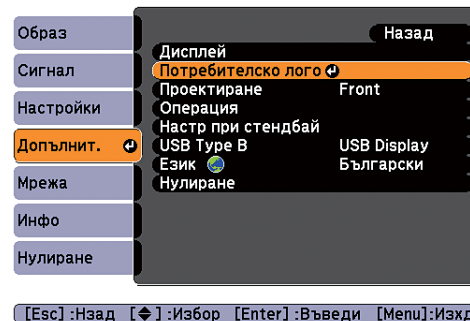 Образ
Сигнал
Настройки
Допълнит.
Мрежа
Инфо
Нулиране
Назад
Дисплей
Потребителско лого
Проектиране Front
Операция
Настр при стендбай
USB Type B USB Display
Език Български
Нулиране
[Esc] :Нзад [◆] :Избор [Enter] :Въведи [Menu]:Изхд